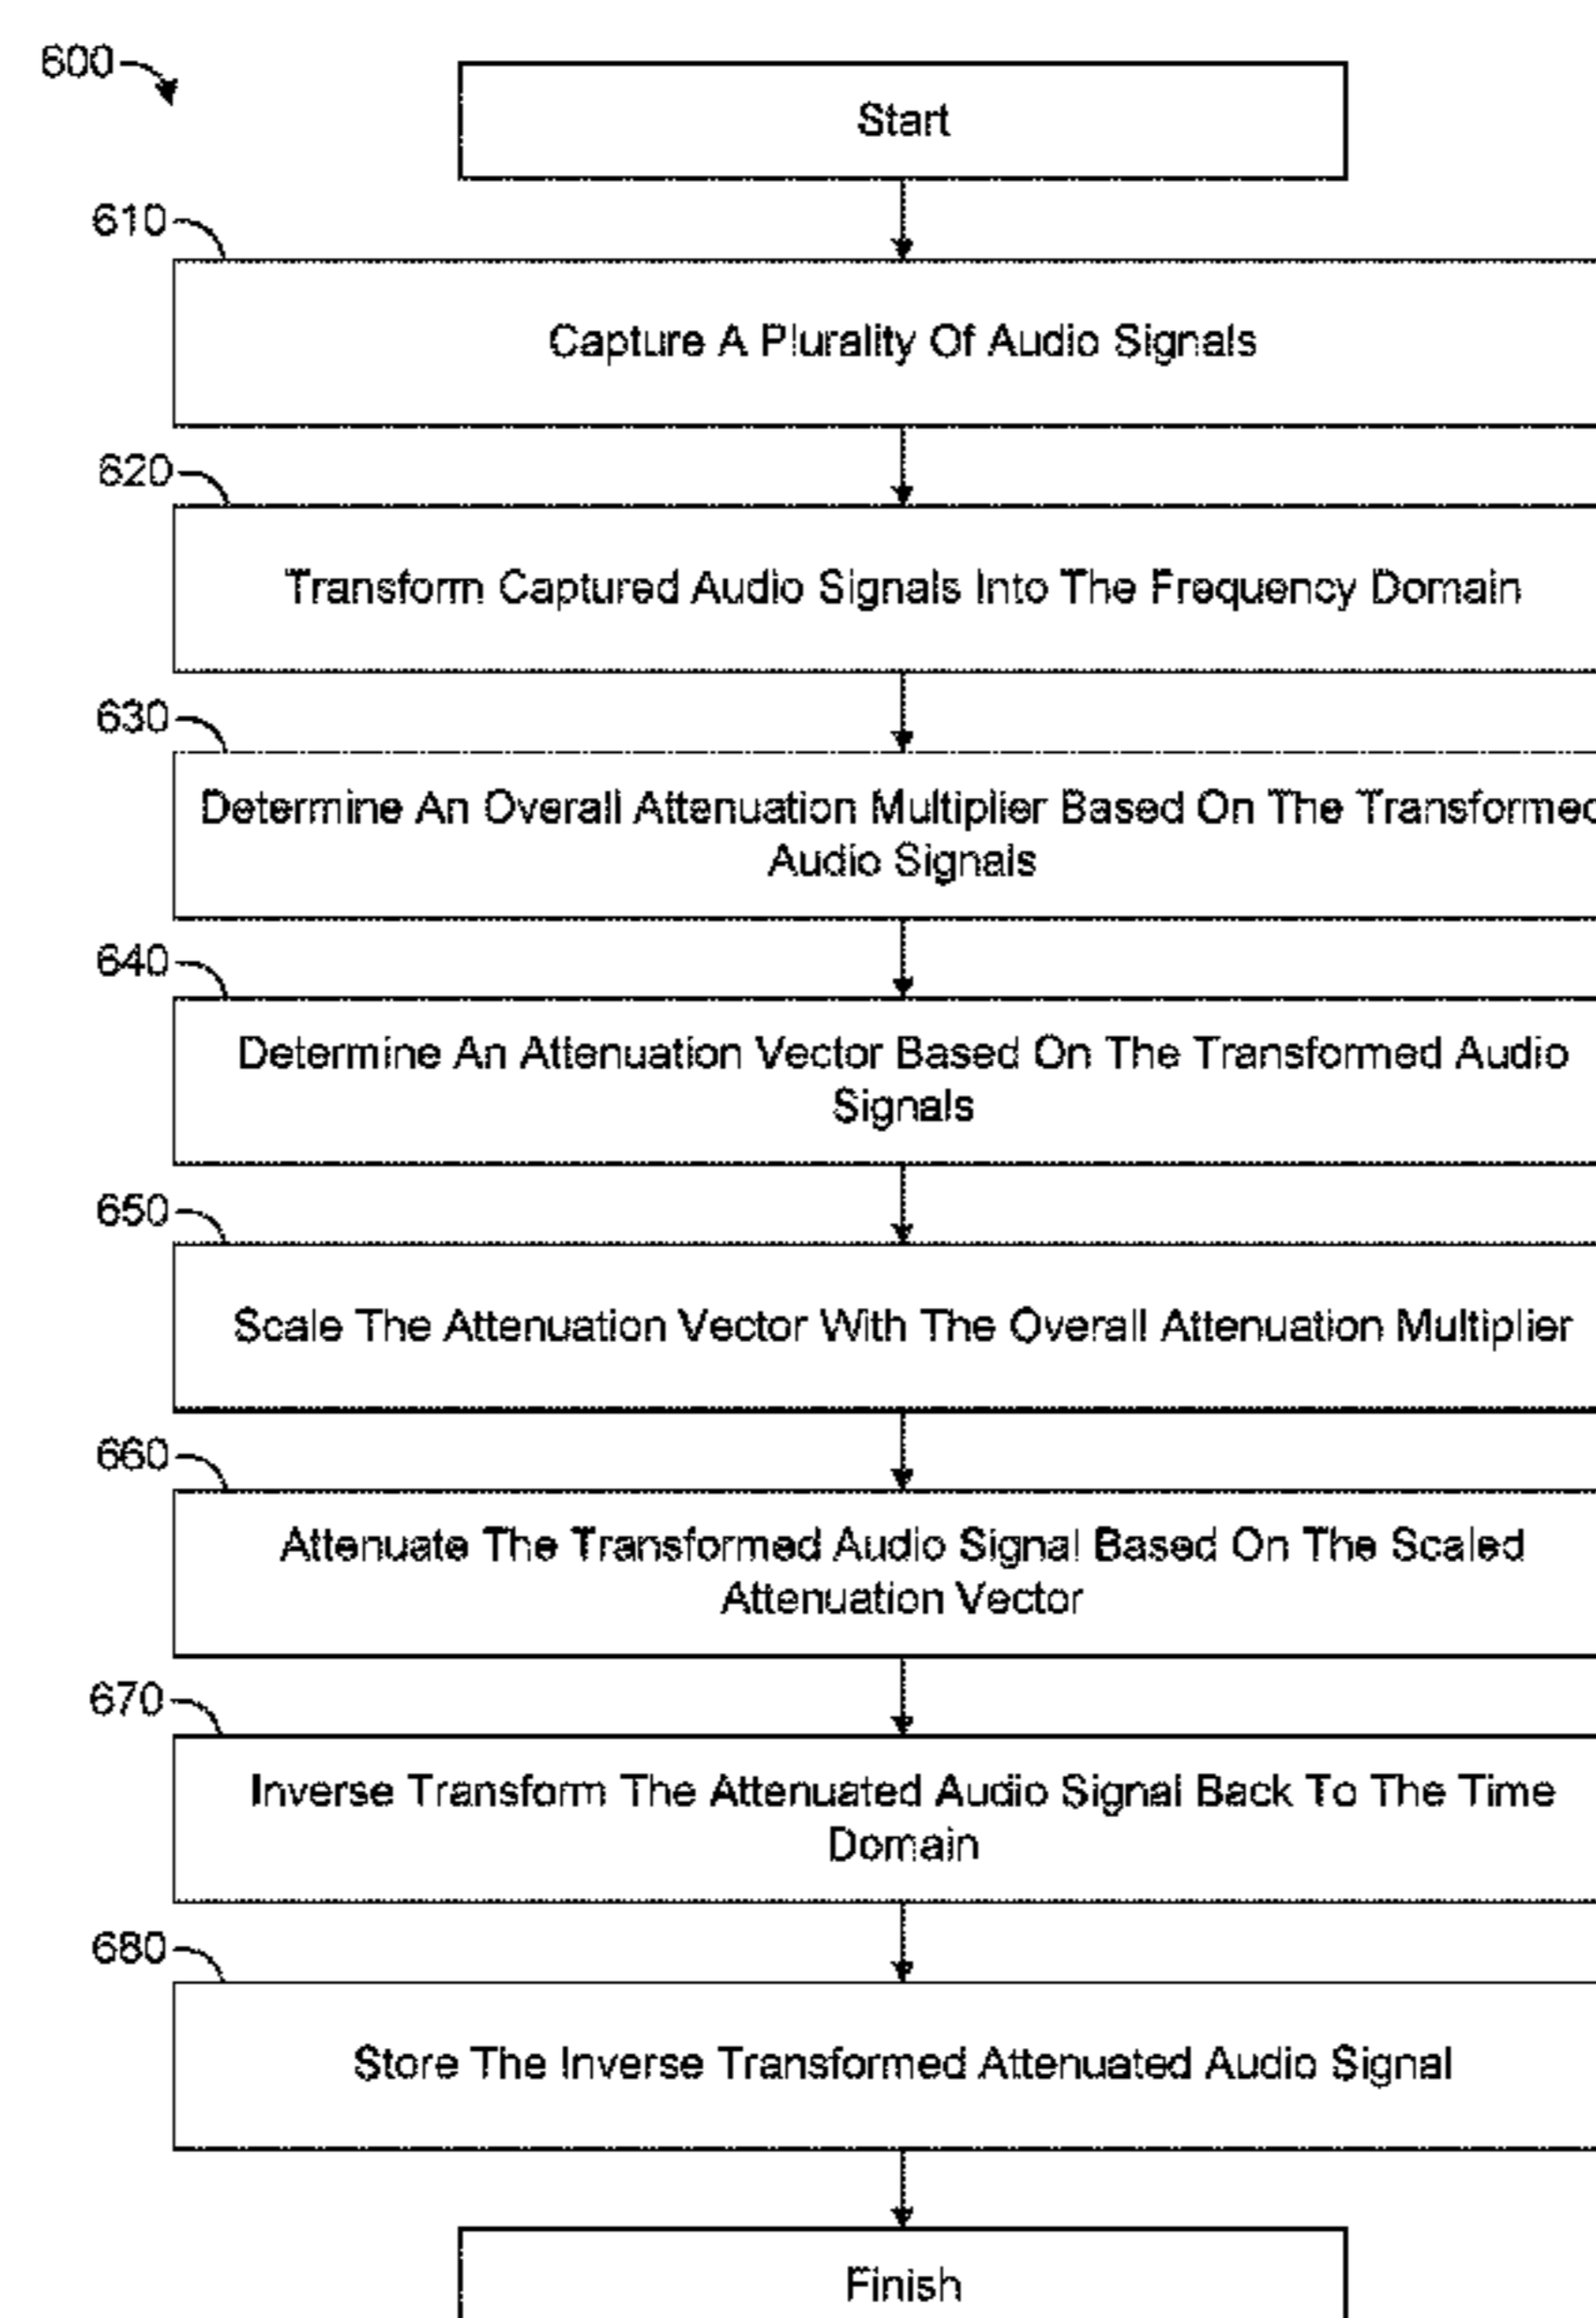 600
Start
610
Capture A Plurality Of Audio Signals
620
Transform Captured Audio Signals Into The Frequency Domain
630
Determine An Overall Attenuation Multiplier Based On The Transformed
Audio Signals
640
Determine An Attenuation Vector Based On The Transformed Audio
Signals
650
Scale The Attenuation Vector With The Overall Attenuation Multiplier
660
Attenuate The Transformed Audio Signal Based On The Scaled
Attenuation Vector
670
Inverse Transform The Attenuated Audio Signal Back To The Time
Domain
680
Store The Inverse Transformed Attenuated Audio Signal
Finish